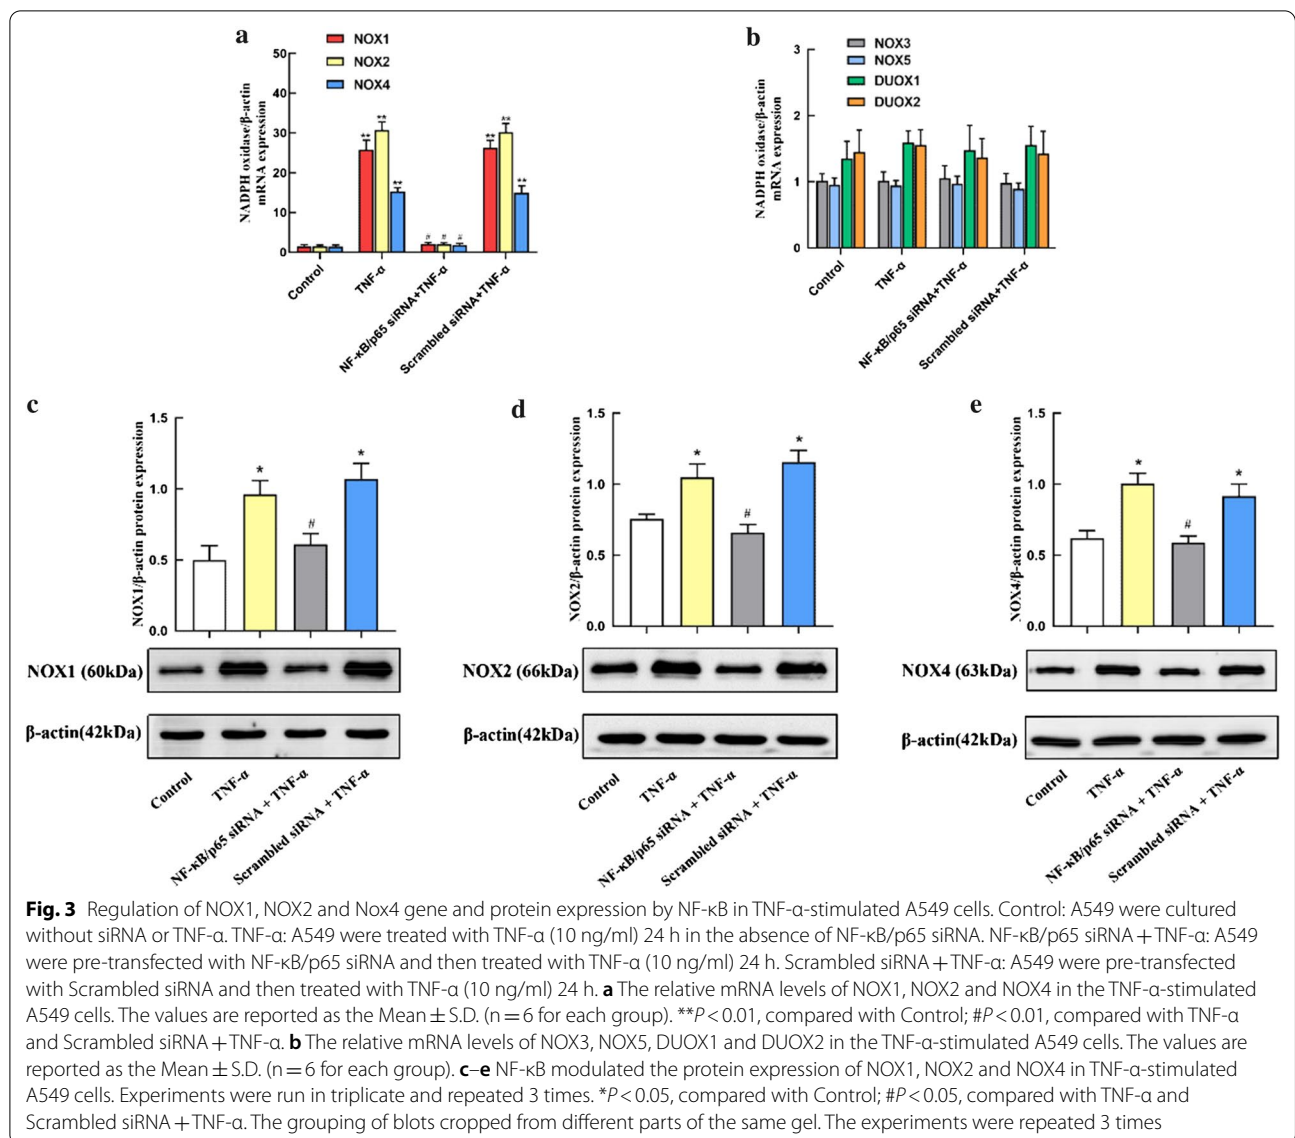 a
NOX1
NOX2
NOX4
NADPH oxidase/β-actin
mRNA expression
50
40
30
20
10
0
**
**
**
#
#
#
**
**
**
Control
TNF-α
NF-κB/p65 siRNA+TNF-α
Scrambled siRNA+TNF-α
b
NOX3
NOX5
DUOX1
DUOX2
NADPH oxidase/β-actin
mRNA expression
3
2
1
0
Control
TNF-α
NF-κB/p65 siRNA+TNF-α
Scrambled siRNA+TNF-α
c
NOX1/β-actin protein expression
1.5
1.0
0.5
0.0
*
#
*
NOX1 (60kDa)
β-actin(42kDa)
Control
TNF-α
NF-κB/p65 siRNA + TNF-α
Scrambled siRNA + TNF-α
d
NOX2/β-actin protein expression
1.5
1.0
0.5
0.0
*
#
*
NOX2 (66kDa)
β-actin(42kDa)
Control
TNF-α
NF-κB/p65 siRNA + TNF-α
Scrambled siRNA + TNF-α
e
NOX4/β-actin protein expression
1.5
1.0
0.5
0.0
*
#
*
NOX4 (63kDa)
β-actin(42kDa)
Control
TNF-α
NF-κB/p65 siRNA + TNF-α
Scrambled siRNA + TNF-α
Fig. 3 Regulation of NOX1, NOX2 and Nox4 gene and protein expression by NF-κB in TNF-α-stimulated A549 cells. Control: A549 were cultured
without siRNA or TNF-α. TNF-α: A549 were treated with TNF-α (10 ng/ml) 24 h in the absence of NF-κB/p65 siRNA. NF-κB/p65 siRNA + TNF-α: A549
were pre-transfected with NF-κB/p65 siRNA and then treated with TNF-α (10 ng/ml) 24 h. Scrambled siRNA + TNF-α: A549 were pre-transfected
with Scrambled siRNA and then treated with TNF-α (10 ng/ml) 24 h. a The relative mRNA levels of NOX1, NOX2 and NOX4 in the TNF-α-stimulated
A549 cells. The values are reported as the Mean ± S.D. (n = 6 for each group). **P < 0.01, compared with Control; #P < 0.01, compared with TNF-α
and Scrambled siRNA + TNF-α. b The relative mRNA levels of NOX3, NOX5, DUOX1 and DUOX2 in the TNF-α-stimulated A549 cells. The values are
reported as the Mean ± S.D. (n = 6 for each group). c–e NF-κB modulated the protein expression of NOX1, NOX2 and NOX4 in TNF-α-stimulated
A549 cells. Experiments were run in triplicate and repeated 3 times. *P < 0.05, compared with Control; #P < 0.05, compared with TNF-α and
Scrambled siRNA + TNF-α. The grouping of blots cropped from different parts of the same gel. The experiments were repeated 3 times